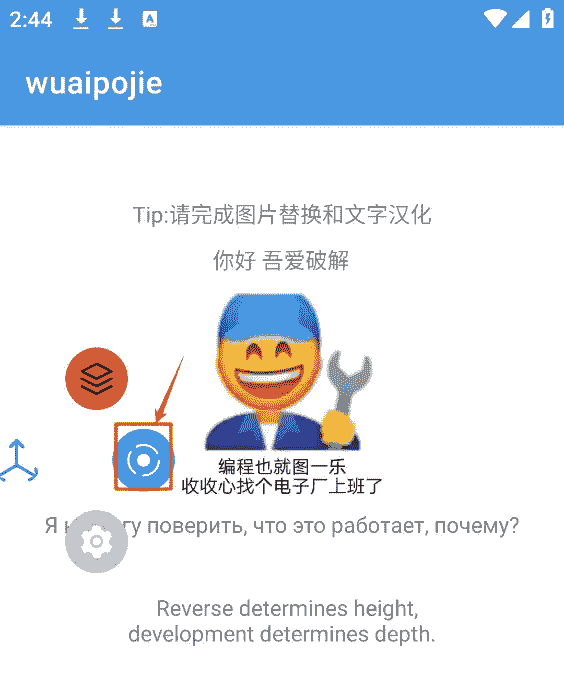 2:44
wuaipojie
Tip:请完成图片替换和文字汉化
你好 吾爱破解
编程也就图一乐
收收心找个电子厂上班了
Я поверить, что это работает, почему?
Reverse determines height,
development determines depth.